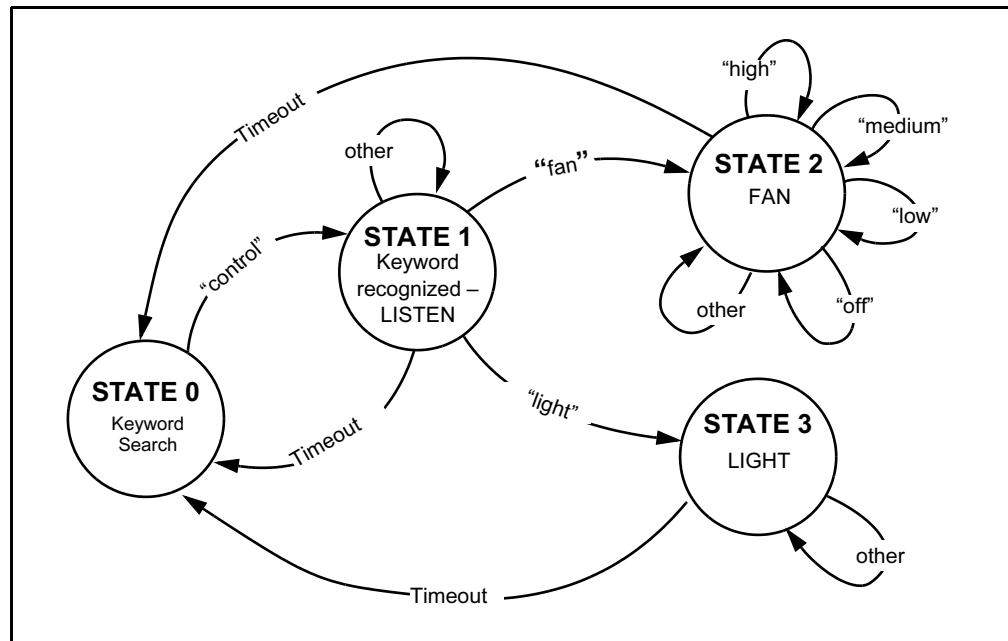 “high”
Timeout
“medium”
other
STATE 2
FAN
“fan”
“low”
STATE 1
Keyword
recognized –
LISTEN
“control”
other
“off”
STATE 0
Keyword
Search
Timeout
“light”
STATE 3
LIGHT
other
Timeout